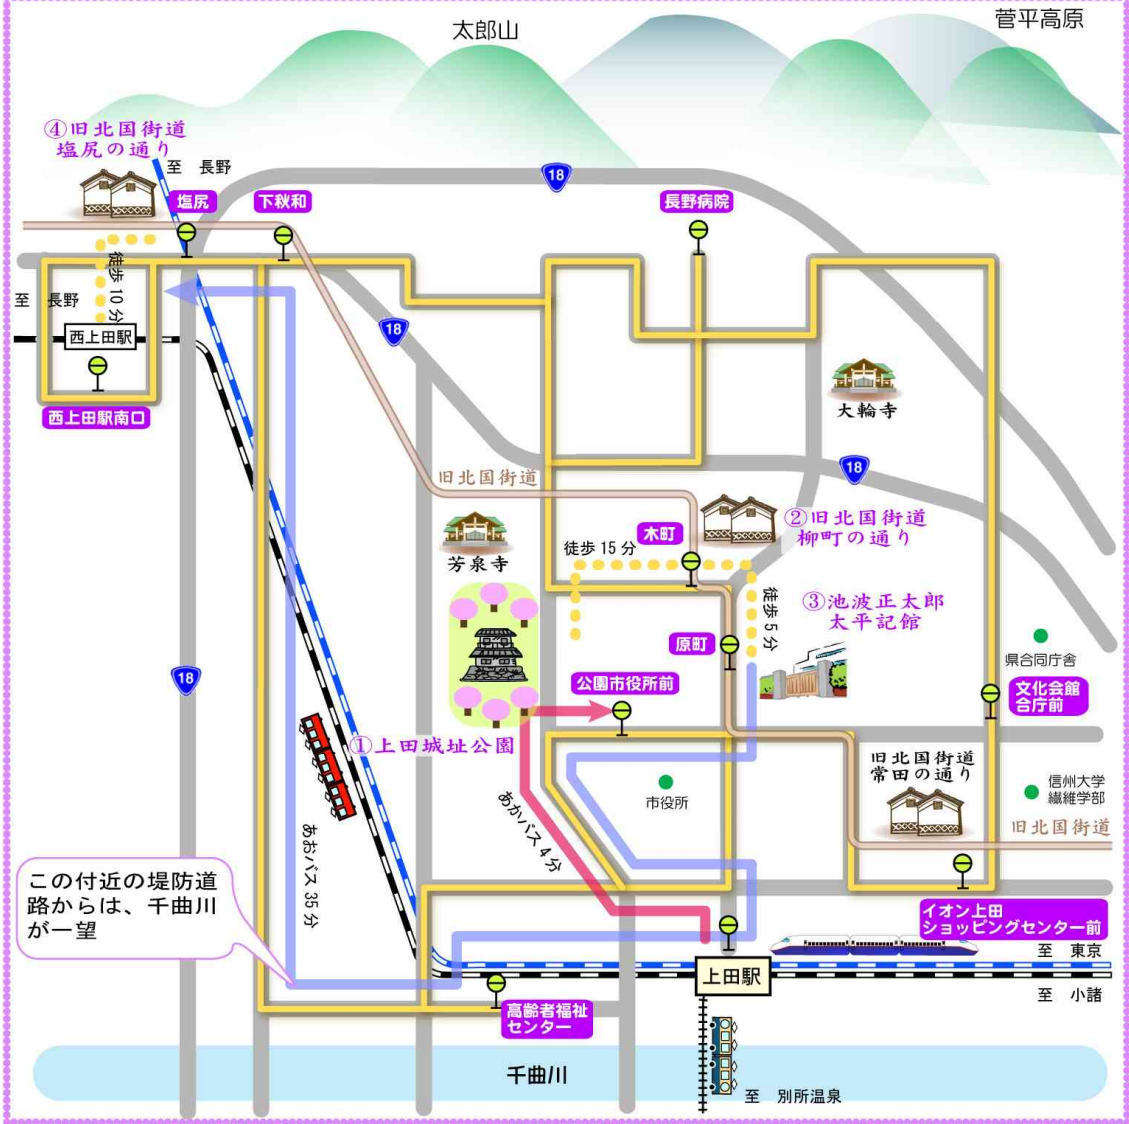 太郎山
菅平高原
④旧北国街道
塩尻の通り
至 長野
塩尻
下秋和
18
長野病院
徒歩10分
至 長野
西上田駅
西上田駅南口
18
大輪寺
旧北国街道
18
芳泉寺
木町
徒歩15分
②旧北国街道
柳町の通り
徒歩5分
③池波正太郎
太平記館
原町
県合同庁舎
18
公園市役所前
文化会館
合庁前
①上田城址公園
旧北国街道
常田の通り
市役所
信州大学
繊維学部
あかバス4分
旧北国街道
あおバス35分
この付近の堤防道
路からは、千曲川
が一望
イオン上田
ショッピングセンター前
至 東京
上田駅
至 小諸
高齢者福祉
センター
千曲川
至 別所温泉